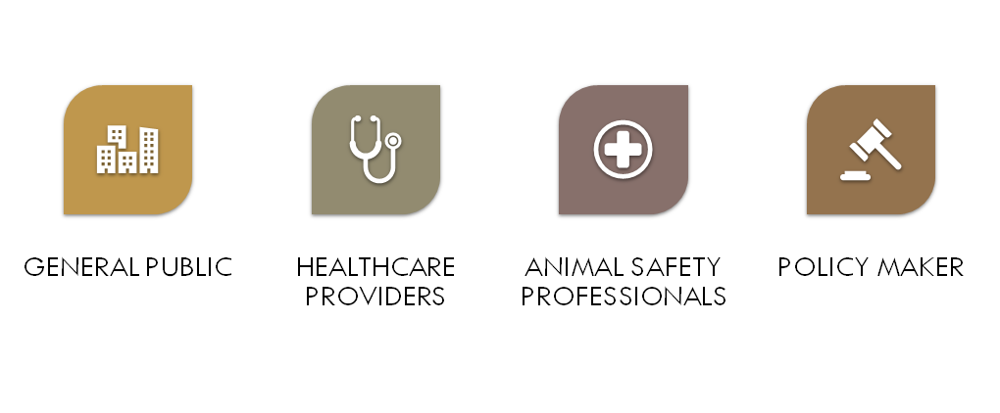 GENERAL PUBLIC
HEALTHCARE
PROVIDERS
ANIMAL SAFETY
PROFESSIONALS
POLICY MAKER